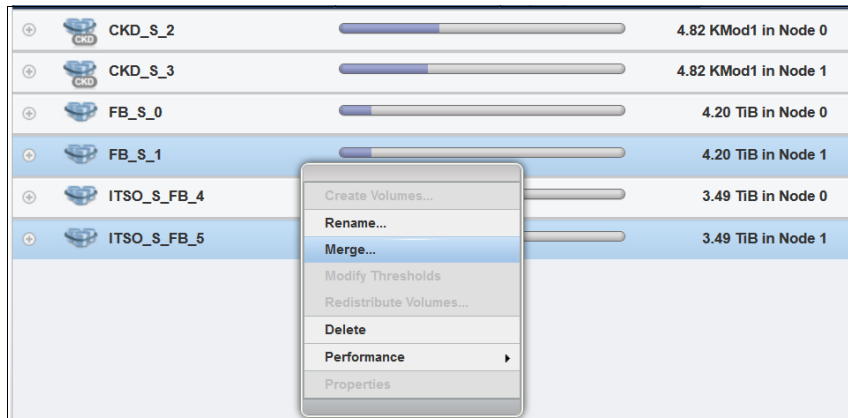 CKD CKD_S_2 4.82 KMod1 in Node 0
CKD CKD_S_3 4.82 KMod1 in Node 1
FB_S_0 4.20 TiB in Node 0
FB_S_1 4.20 TiB in Node 1
ITSO_S_FB_4 3.49 TiB in Node 0
ITSO_S_FB_5 3.49 TiB in Node 1
Create Volumes...
Rename...
Merge...
Modify Thresholds
Redistribute Volumes...
Delete
Performance
Properties